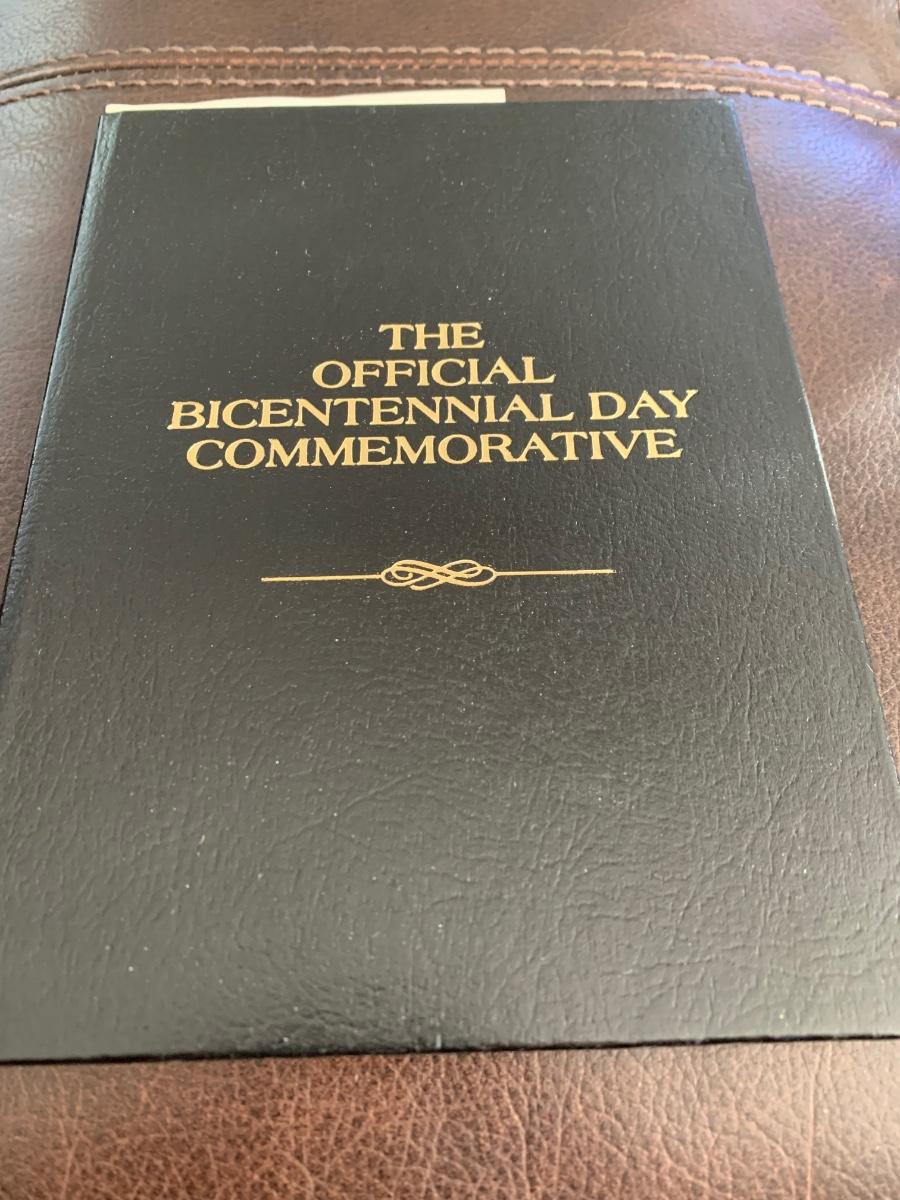 THE
OFFICIAL
BICENTENNIAL DAY
COMMEMORATIVE